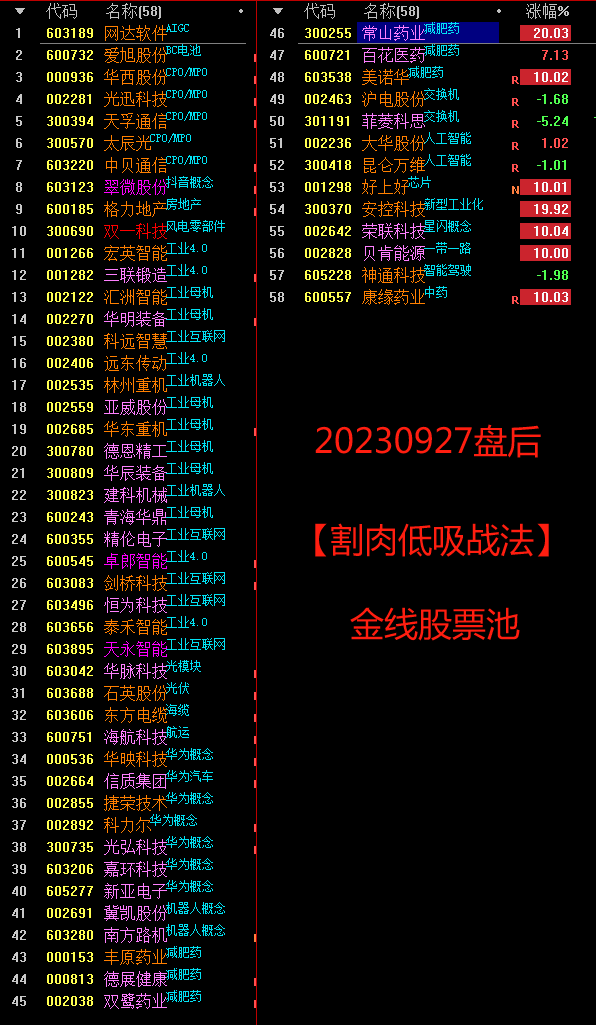 代码 名称(58)
1 603189 网达软件 AIGC
2 600732 爱旭股份 BC电池
3 000936 华西股份 CPO/MPO
4 002281 光迅科技 CPO/MPO
5 300394 天孚通信 CPO/MPO
6 300570 太辰光 CPO/MPO
7 603220 中贝通信 CPO/MPO
8 603123 翠微股份 抖音概念
9 600185 格力地产 房地产
10 300690 双一科技 风电零部件
11 001266 宏英智能 工业4.0
12 001282 三联锻造 工业4.0
13 002122 汇洲智能 工业母机
14 002270 华明装备 工业母机
15 002380 科远智慧 工业互联网
16 002406 远东传动 工业4.0
17 002535 林州重机 工业机器人
18 002559 亚威股份 工业母机
19 002685 华东重机 工业母机
20 300780 德恩精工 工业母机
21 300809 华辰装备 工业母机
22 300823 建科机械 工业机器人
23 600243 青海华鼎 工业母机
24 600355 精伦电子 工业互联网
25 600545 卓郎智能 工业4.0
26 603083 剑桥科技 工业互联网
27 603496 恒为科技 工业互联网
28 603656 泰禾智能 工业4.0
29 603895 天永智能 工业互联网
30 603042 华脉科技 光模块
31 603688 石英股份 光伏
32 603606 东方电缆 海缆
33 600751 海航科技 航运
34 000536 华映科技 华为概念
35 002664 信质集团 华为汽车
36 002855 捷荣技术 华为概念
37 002892 科力尔 华为概念
38 300735 光弘科技 华为概念
39 603206 嘉环科技 华为概念
40 605277 新亚电子 华为概念
41 002691 冀凯股份 机器人概念
42 603280 南方路机 机器人概念
43 000153 丰原药业 减肥药
44 000813 德展健康 减肥药
45 002038 双鹭药业 减肥药
代码 名称(58) 涨幅%
46 300255 常山药业 减肥药 20.03
47 600721 百花医药 减肥药 7.13
48 603538 美诺华 减肥药 R 10.02
49 002463 沪电股份 交换机 R -1.68
50 301191 菲菱科思 交换机 R -5.24
51 002236 大华股份 人工智能 R 1.02
52 300418 昆仑万维 人工智能 R -1.01
53 001298 好上好 芯片 N 10.01
54 300370 安控科技 新型工业化 19.92
55 002642 荣联科技 星闪概念 R 10.04
56 002828 贝肯能源 一带一路 10.00
57 605228 神通科技 智能驾驶 -1.98
58 600557 康缘药业 中药 R 10.03
20230927盘后
【割肉低吸战法】
金线股票池